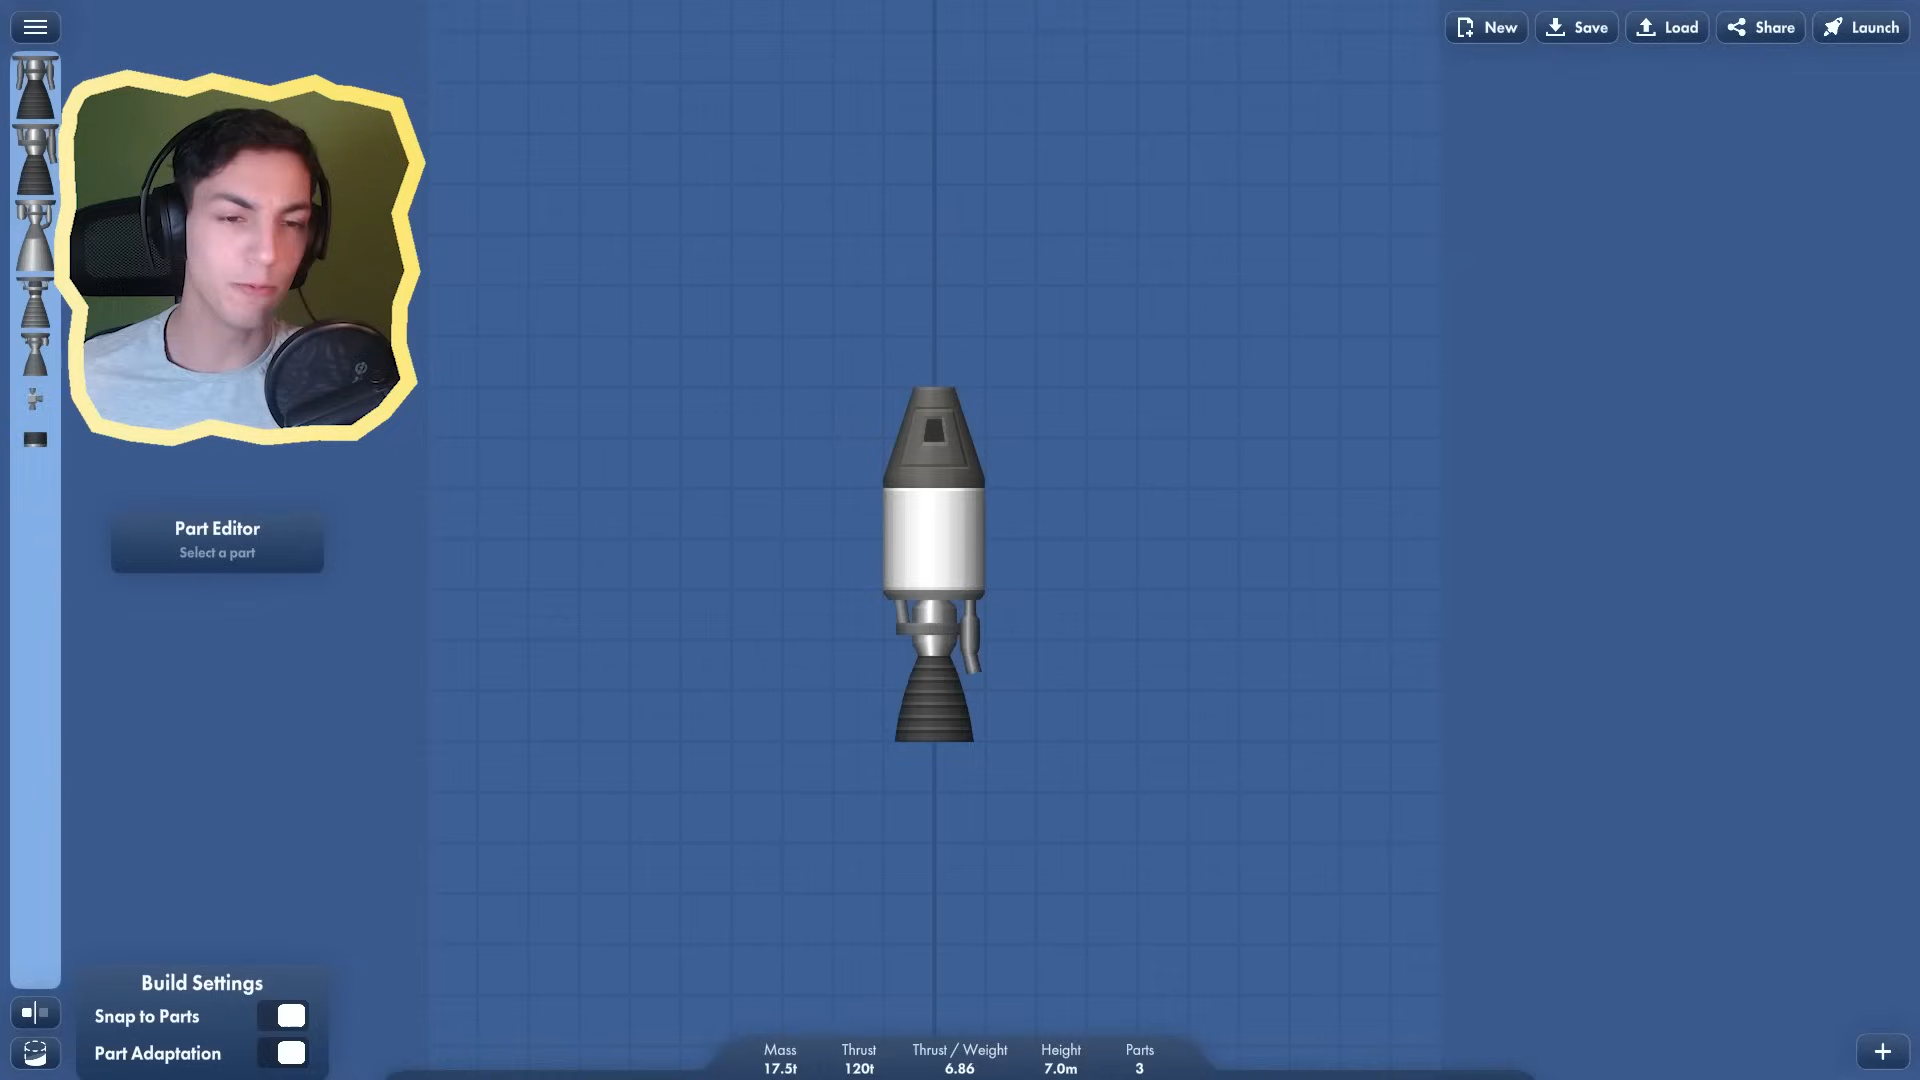 New
Save
Load
Share
Launch
Part Editor
Select a part
Build Settings
Snap to Parts
Part Adaptation
Mass
17.5t
Thrust
120t
Thrust / Weight
6.86
Height
7.0m
Parts
3